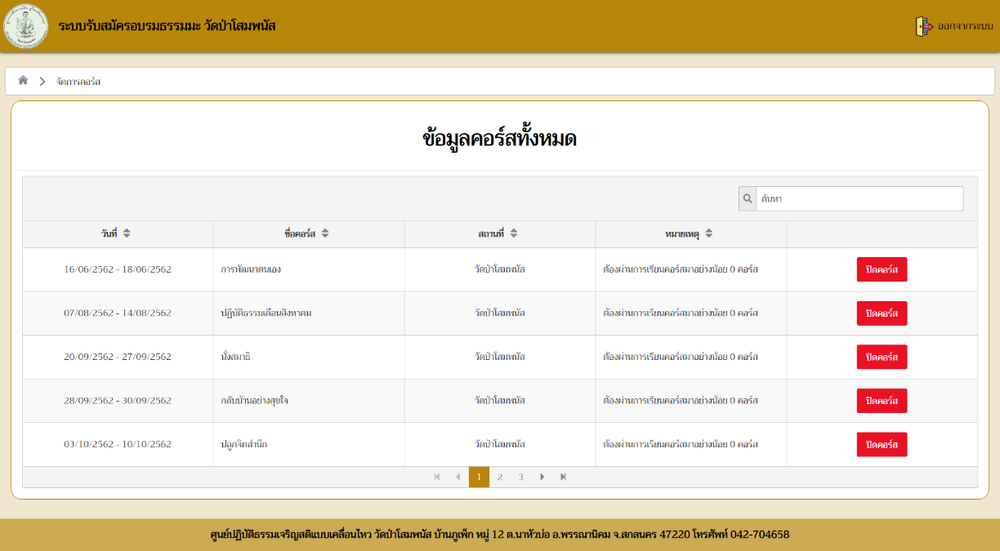 ระบบรับสมัครอบรมธรรมมะ วัดป่าโสมพนัส
ออกจากระบบ
จัดการคอร์ส
ข้อมูลคอร์สทั้งหมด
ค้นหา
วันที่ ชื่อคอร์ส สถานที่ หมายเหตุ
16/06/2562 - 18/06/2562 การพัฒนาตนเอง วัดป่าโสมพนัส ต้องผ่านการเรียนคอร์สมาอย่างน้อย 0 คอร์ส ปิดคอร์ส
07/08/2562 - 14/08/2562 ปฏิบัติธรรมเดือนสิงหาคม วัดป่าโสมพนัส ต้องผ่านการเรียนคอร์สมาอย่างน้อย 0 คอร์ส ปิดคอร์ส
20/09/2562 - 27/09/2562 นั่งสมาธิ วัดป่าโสมพนัส ต้องผ่านการเรียนคอร์สมาอย่างน้อย 0 คอร์ส ปิดคอร์ส
28/09/2562 - 30/09/2562 กลับบ้านอย่างสุขใจ วัดป่าโสมพนัส ต้องผ่านการเรียนคอร์สมาอย่างน้อย 0 คอร์ส ปิดคอร์ส
03/10/2562 - 10/10/2562 ปลูกจิตสำนึก วัดป่าโสมพนัส ต้องผ่านการเรียนคอร์สมาอย่างน้อย 0 คอร์ส ปิดคอร์ส
1 2 3
ศูนย์ปฏิบัติธรรมเจริญสติแบบเคลื่อนไหว วัดป่าโสมพนัส บ้านภูเพ็ก หมู่ 12 ต.นาหัวบ่อ อ.พรรณานิคม จ.สกลนคร 47220 โทรศัพท์ 042-704658